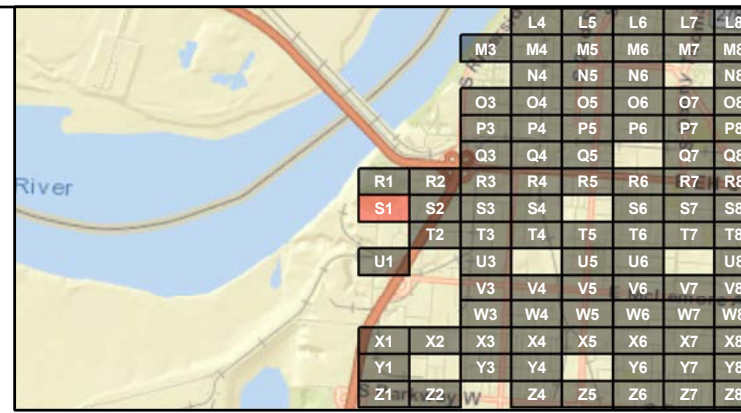 L4 L5 L6 L7 L8
M3 M4 M5 M6 M7 M8
N4 N5 N6 N8
O3 O4 O5 O6 O7 O8
P3 P4 P5 P6 P7 P8
Q3 Q4 Q5 Q7 Q8
River R1 R2 R3 R4 R5 R6 R7 R8
S1 S2 S3 S4 S6 S7 S8
T2 T3 T4 T5 T6 T7 T8
U1 U3 U5 U6 U8
V3 V4 V5 V6 V7 V8
W3 W4 W5 W6 W7 W8
X1 X2 X3 X4 X5 X6 X7 X8
Y1 Y3 Y4 Y6 Y7 Y8
Z1 Z2 Z4 Z5 Z6 Z7 Z8